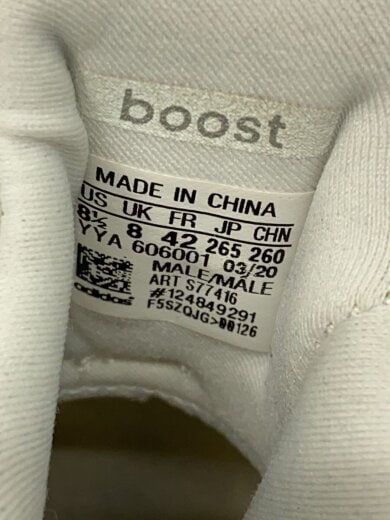 boost
MADE IN CHINA
US UK FR JP CHN
8½ 8 42 265 260
YYA 606001 03/20
MALE/MALE
ART S77416
#124849291
F5SZQJG>00126
adidas